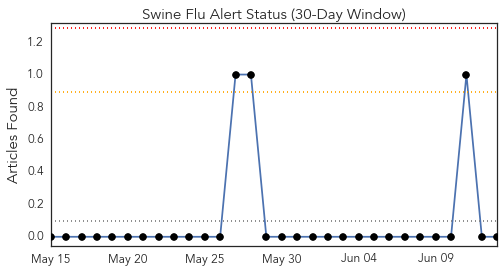 Swine Flu Alert Status (30-Day Window)
Articles Found
1.2
1.0
0.8
0.6
0.4
0.2
0.0
May 15 May 20 May 25 May 30 Jun 04 Jun 09